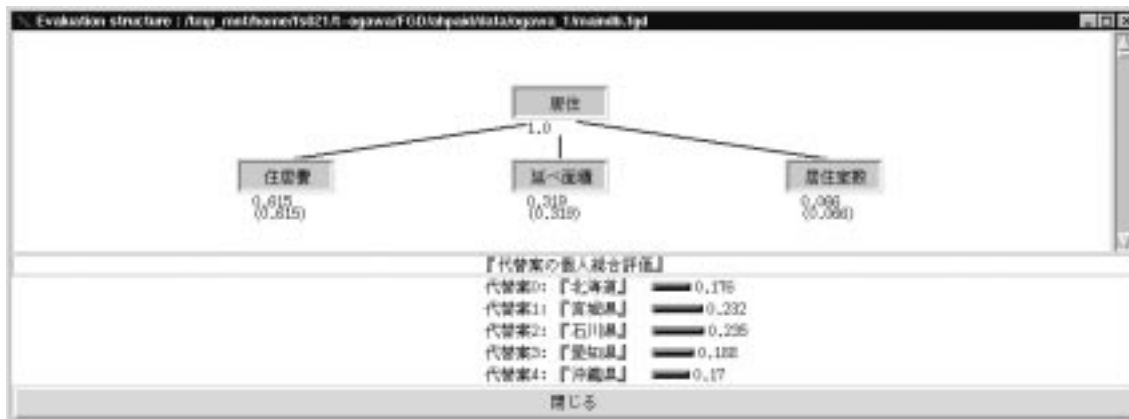 Evaluation structure : /tmp_mnt/home/fs021/t-ogawa/FGD/ahpaid/data/ogawa_1/maindb.fgd
居住
1.0
住居費 延べ面積 居住室数
0.615 0.319 0.066
(0.615) (0.319) (0.066)
『代替案の個人総合評価』
代替案0: 『北海道』 0.176
代替案1: 『宮城県』 0.232
代替案2: 『石川県』 0.235
代替案3: 『愛知県』 0.188
代替案4: 『沖縄県』 0.17
閉じる